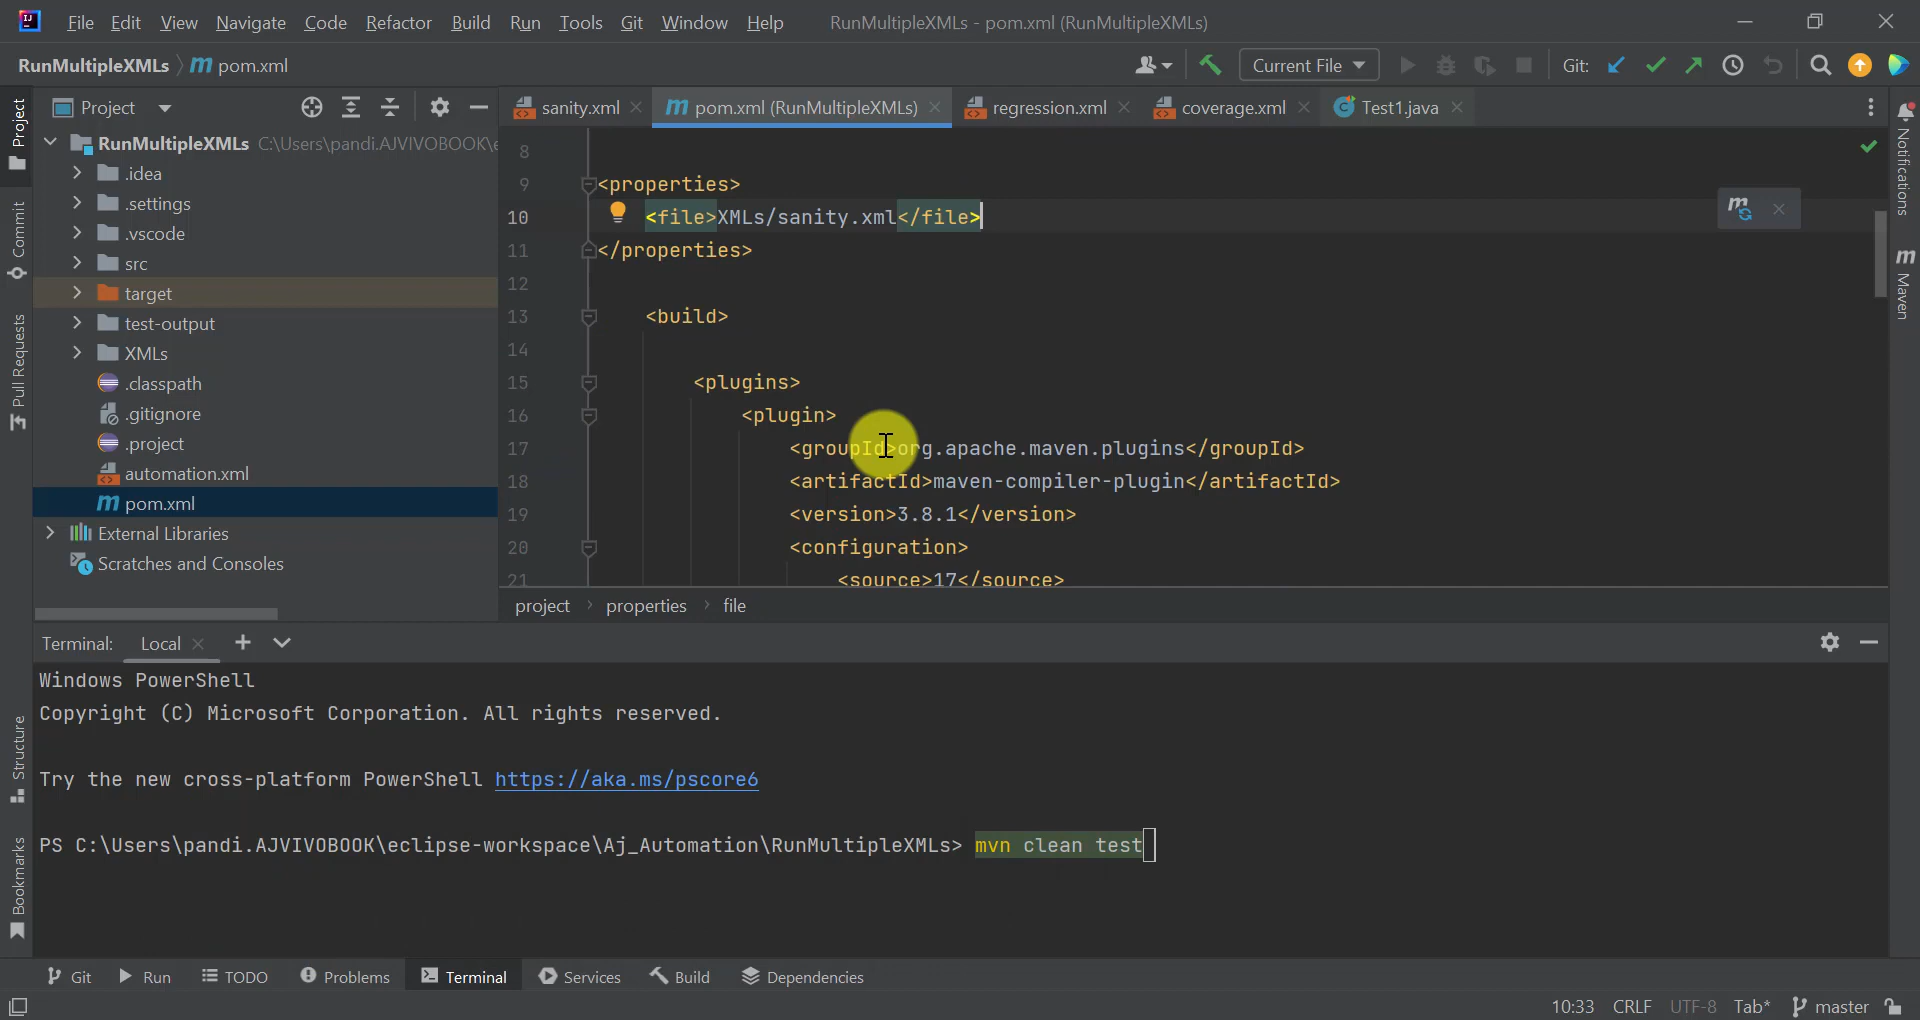 File Edit View Navigate Code Refactor Build Run Tools Git Window Help RunMultipleXMLs - pom.xml (RunMultipleXMLs)
RunMultipleXMLs pom.xml Current File Git:
Project sanity.xml pom.xml (RunMultipleXMLs) regression.xml coverage.xml Test1.java
RunMultipleXMLs C:\Users\pandi.AJVIVOBOOK\e
.idea
.settings
.vscode
src
target
test-output
XMLs
.classpath
.gitignore
.project
automation.xml
pom.xml
External Libraries
Scratches and Consoles
8
9 <properties>
10 <file>XMLs/sanity.xml</file>
11 </properties>
12
13 <build>
14
15 <plugins>
16 <plugin>
17 <groupId>org.apache.maven.plugins</groupId>
18 <artifactId>maven-compiler-plugin</artifactId>
19 <version>3.8.1</version>
20 <configuration>
21 <source>17</source>
project properties file
Project
Commit
Pull Requests
Structure
Bookmarks
Notifications
Maven
Terminal: Local
Windows PowerShell
Copyright (C) Microsoft Corporation. All rights reserved.
Try the new cross-platform PowerShell https://aka.ms/pscore6
PS C:\Users\pandi.AJVIVOBOOK\eclipse-workspace\Aj_Automation\RunMultipleXMLs> mvn clean test
Git Run TODO Problems Terminal Services Build Dependencies
10:33 CRLF UTF-8 Tab* master